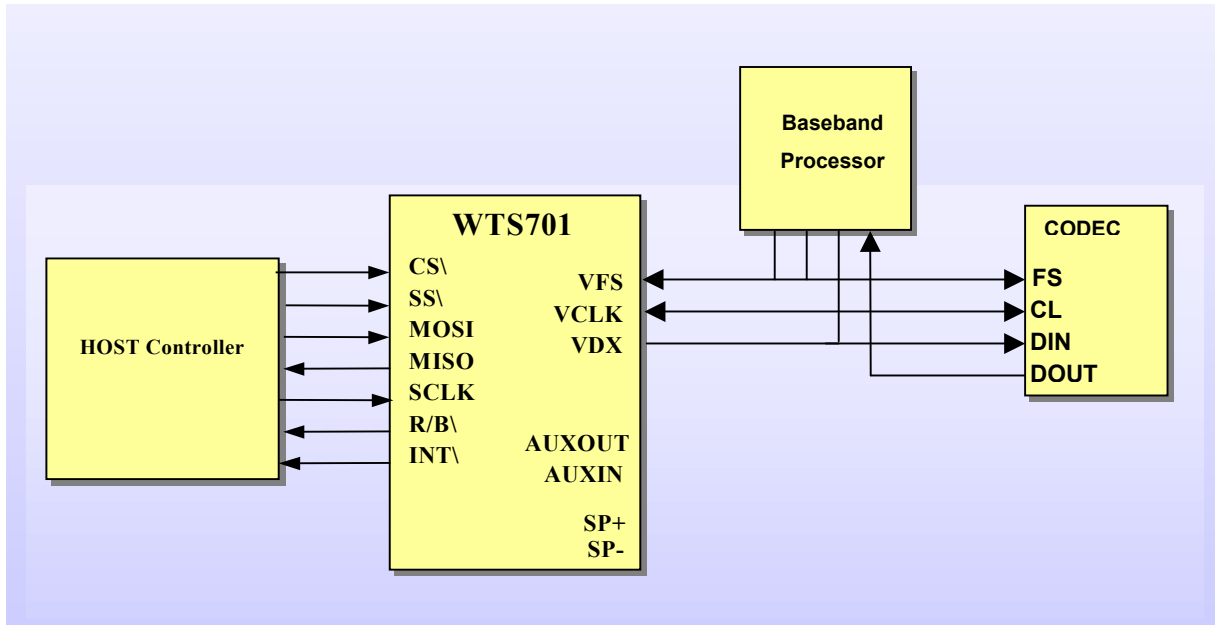 Baseband
Processor
WTS701
CODEC
HOST Controller
CS\
SS\
MOSI
MISO
SCLK
R/B\
INT\
VFS
VCLK
VDX
AUXOUT
AUXIN
SP+
SP-
FS
CL
DIN
DOUT